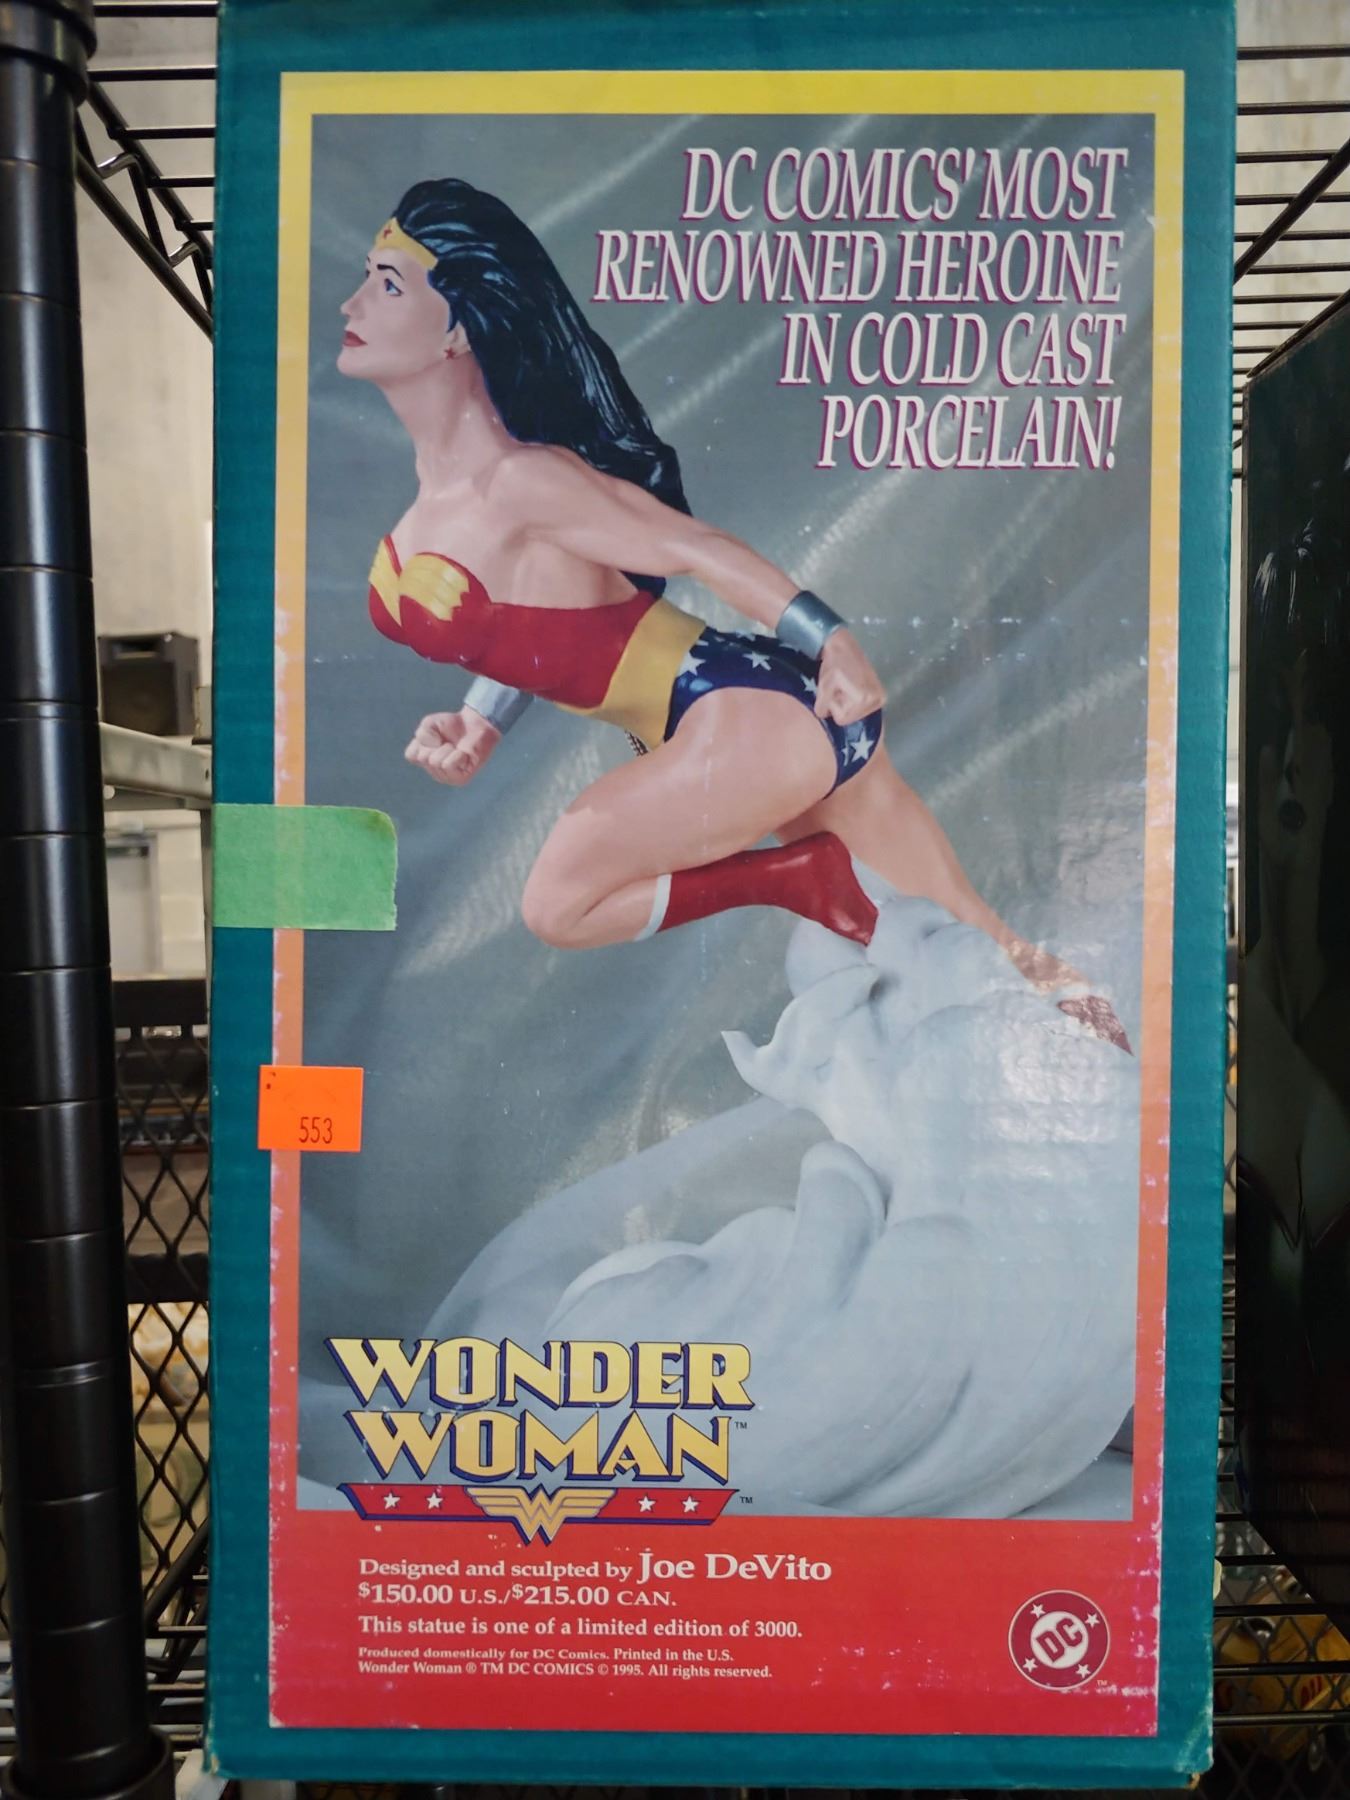 DC COMICS' MOST
RENOWNED HEROINE
IN COLD CAST
PORCELAIN!
553
WONDER
WOMAN™
W ™
Designed and sculpted by Joe DeVito
$150.00 U.S./$215.00 CAN.
This statue is one of a limited edition of 3000.
Produced domestically for DC Comics. Printed in the U.S.
Wonder Woman ® TM DC COMICS © 1995. All rights reserved.
DC ™